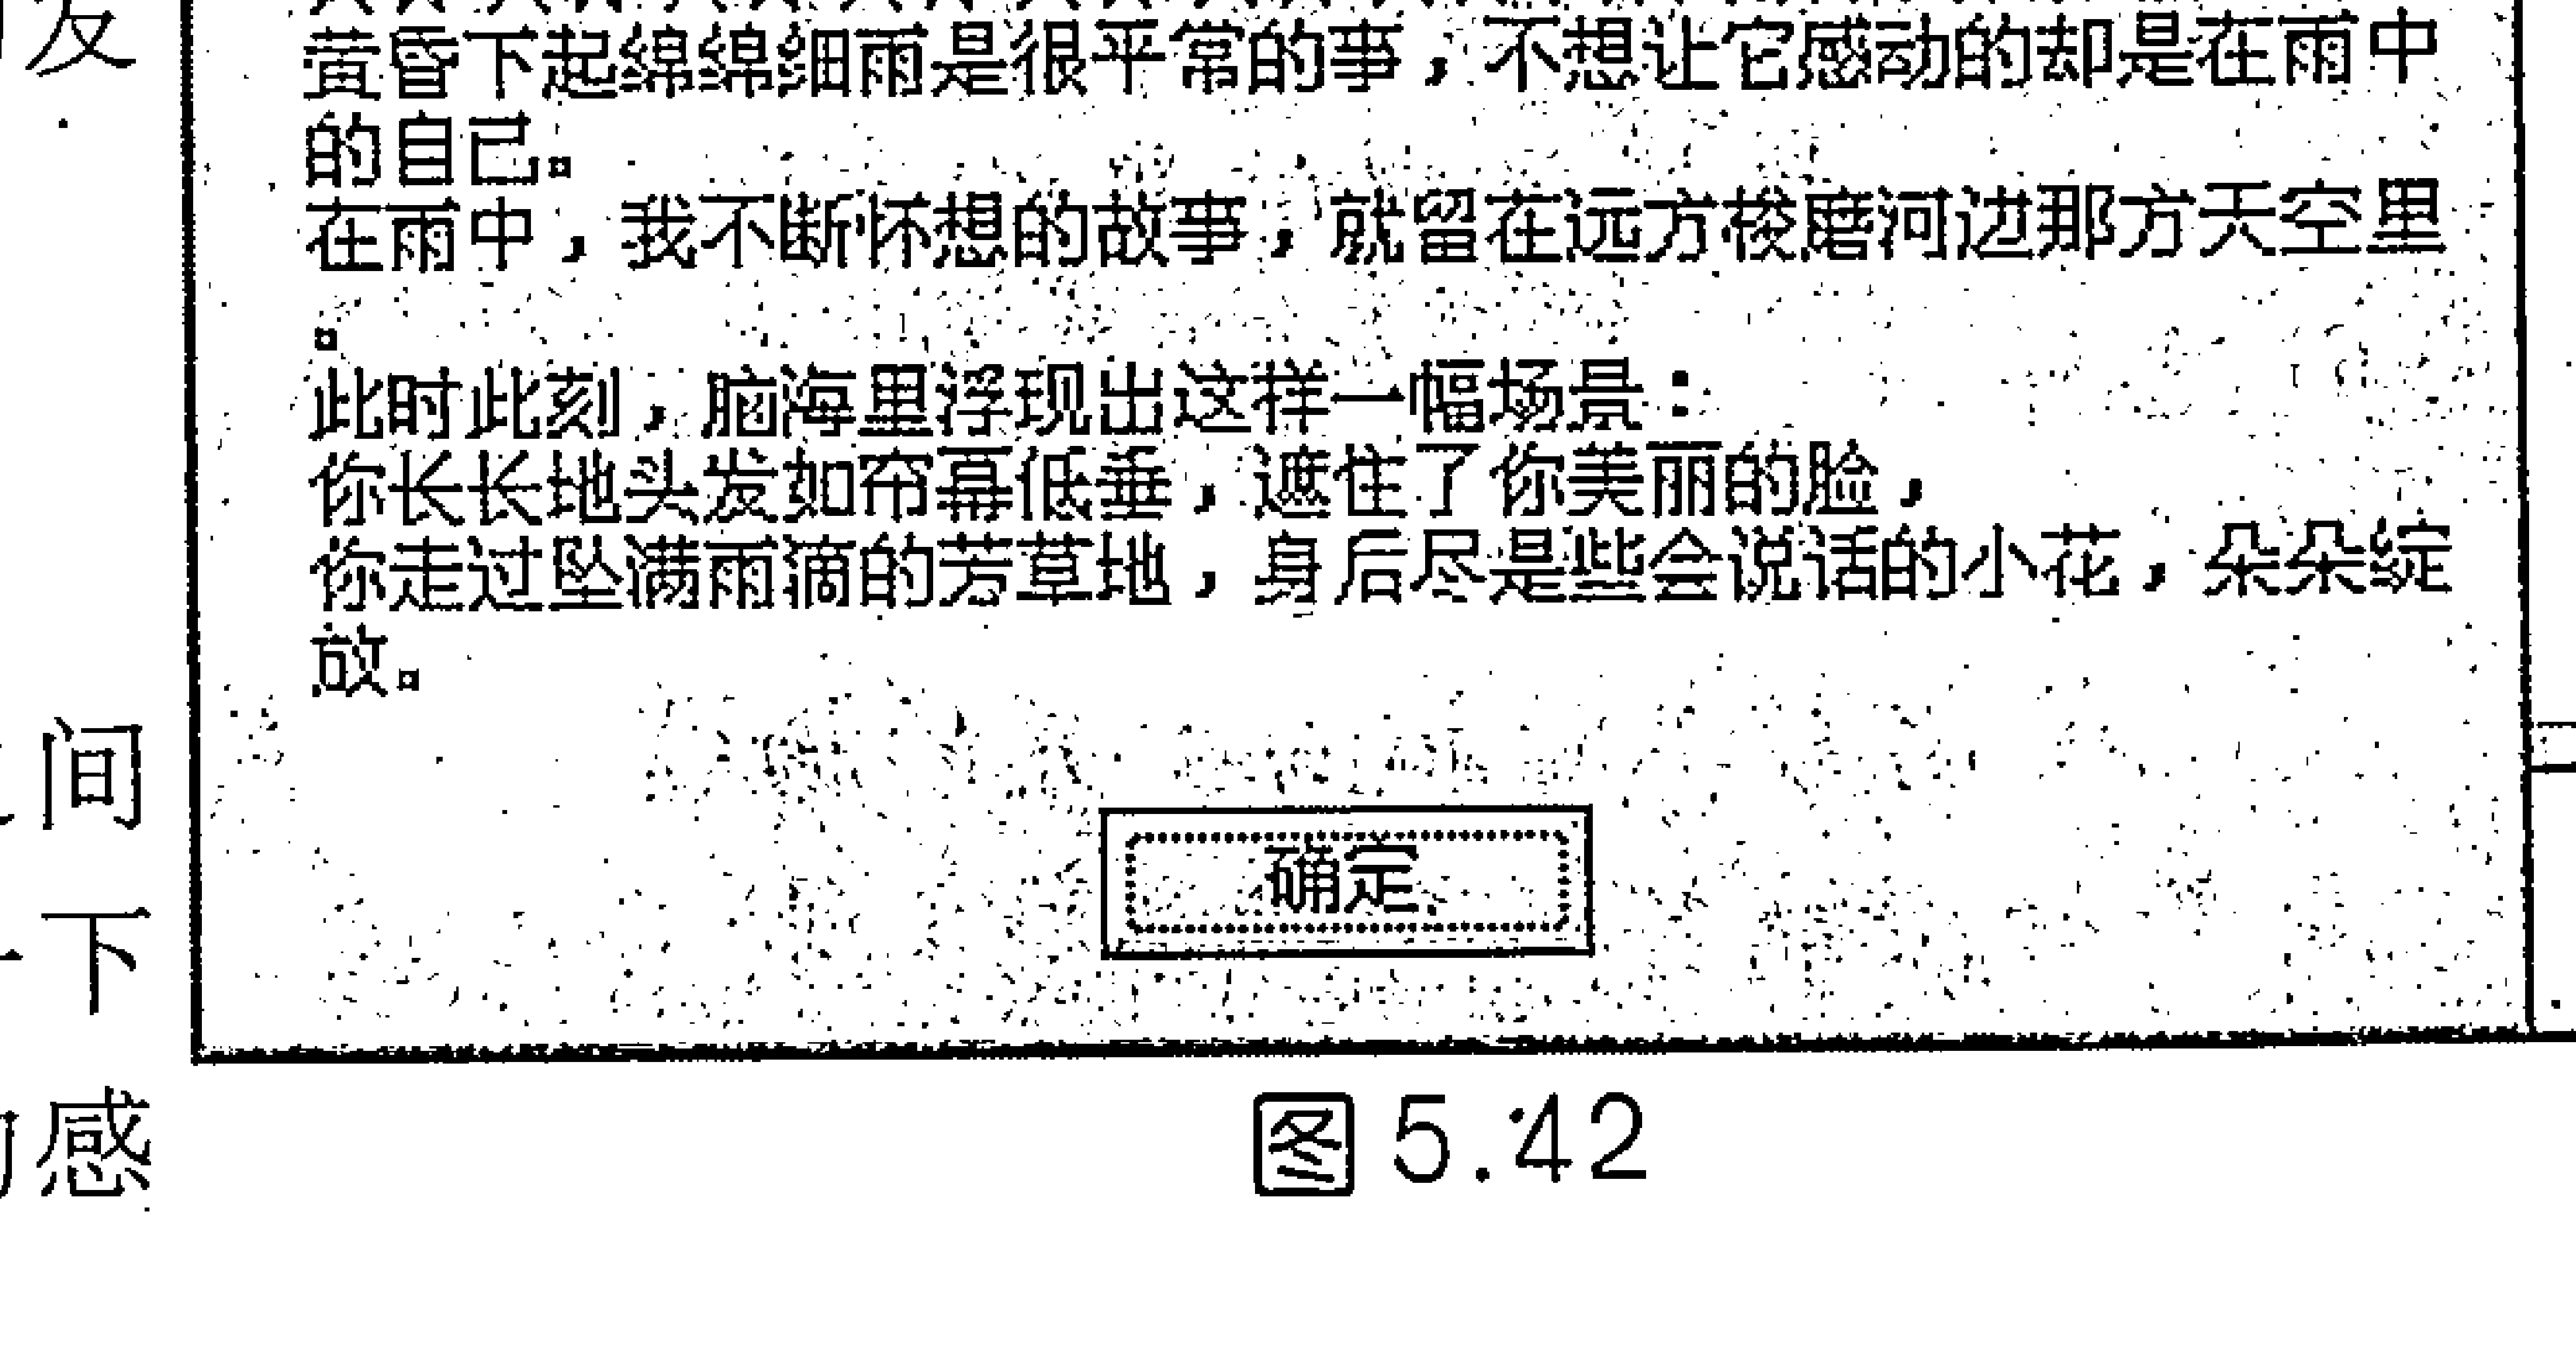 发
黄昏下起绵绵细雨是很平常的事，不想让它感动的却是在雨中
的自己。
在雨中，我不断怀想的故事，就留在远方梭磨河边那方天空里
。
此时此刻，脑海里浮现出这样一幅场景：
你长长地头发如帘幕低垂，遮住了你美丽的脸，
你走过坠满雨滴的芳草地，身后尽是些会说话的小花，朵朵绽
放。
间
确定
下
感
图 5.42